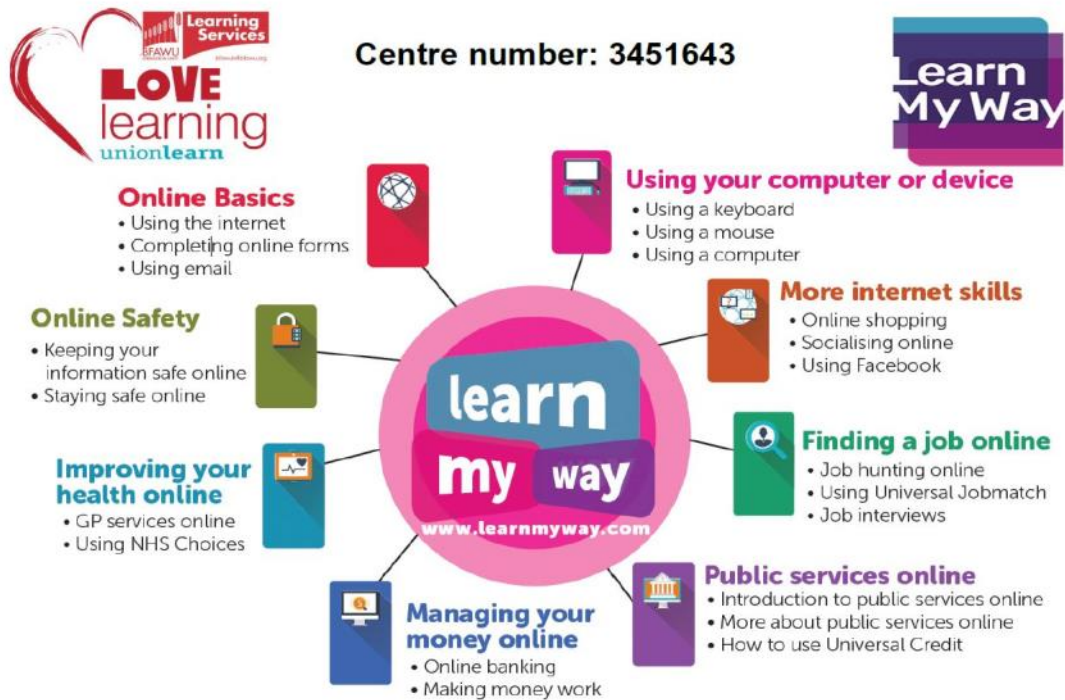 Learning
Services
BFAWU
LOVE
learning
unionlearn
Centre number: 3451643
Learn
My Way
Online Basics
• Using the internet
• Completing online forms
• Using email
Using your computer or device
• Using a keyboard
• Using a mouse
• Using a computer
Online Safety
• Keeping your
information safe online
• Staying safe online
More internet skills
• Online shopping
• Socialising online
• Using Facebook
Improving your
health online
• GP services online
• Using NHS Choices
learn
my way
www.learnmyway.com
Finding a job online
• Job hunting online
• Using Universal Jobmatch
• Job interviews
Managing your
money online
• Online banking
• Making money work
Public services online
• Introduction to public services online
• More about public services online
• How to use Universal Credit